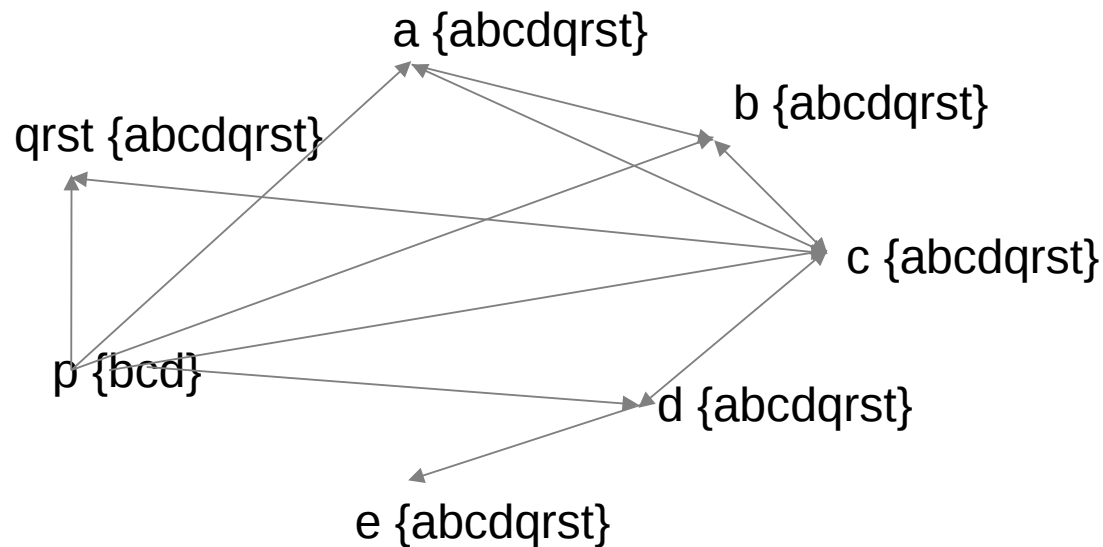 a {abcdqrst}
b {abcdqrst}
qrst {abcdqrst}
c {abcdqrst}
p {bcd}
d {abcdqrst}
e {abcdqrst}